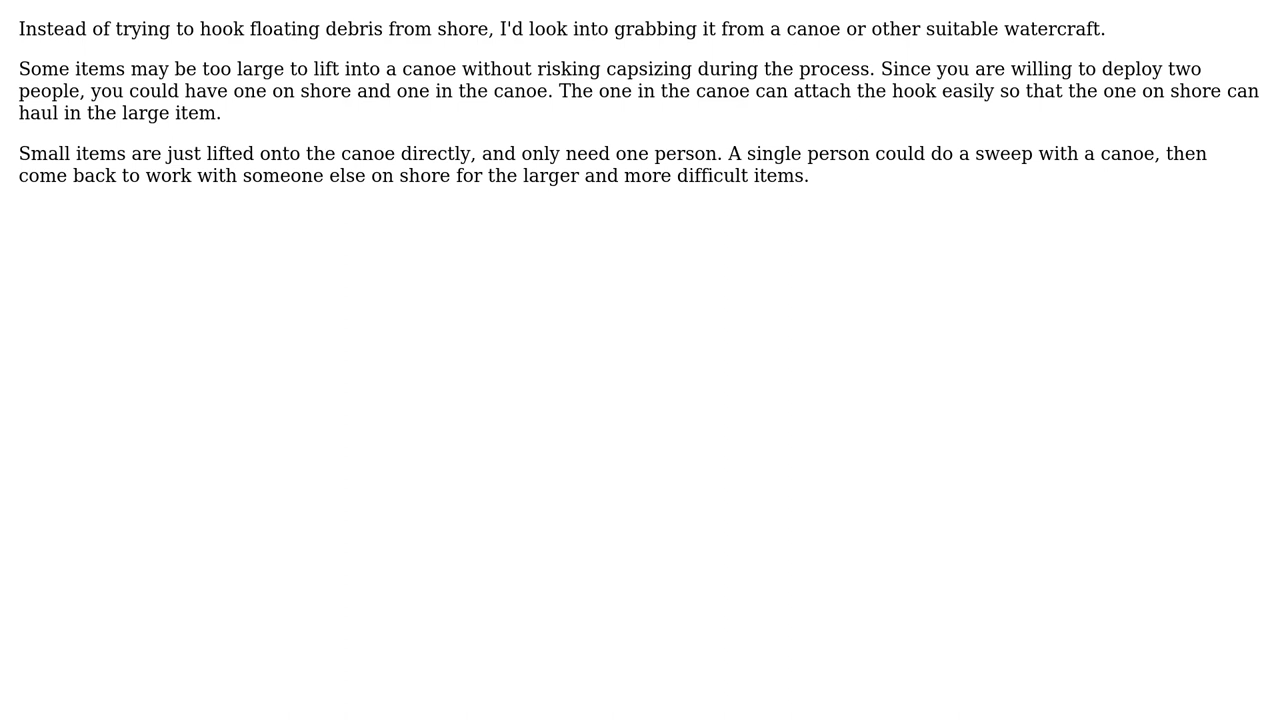 Instead of trying to hook floating debris from shore, I'd look into grabbing it from a canoe or other suitable watercraft.
Some items may be too large to lift into a canoe without risking capsizing during the process. Since you are willing to deploy two
people, you could have one on shore and one in the canoe. The one in the canoe can attach the hook easily so that the one on shore can
haul in the large item.
Small items are just lifted onto the canoe directly, and only need one person. A single person could do a sweep with a canoe, then
come back to work with someone else on shore for the larger and more difficult items.